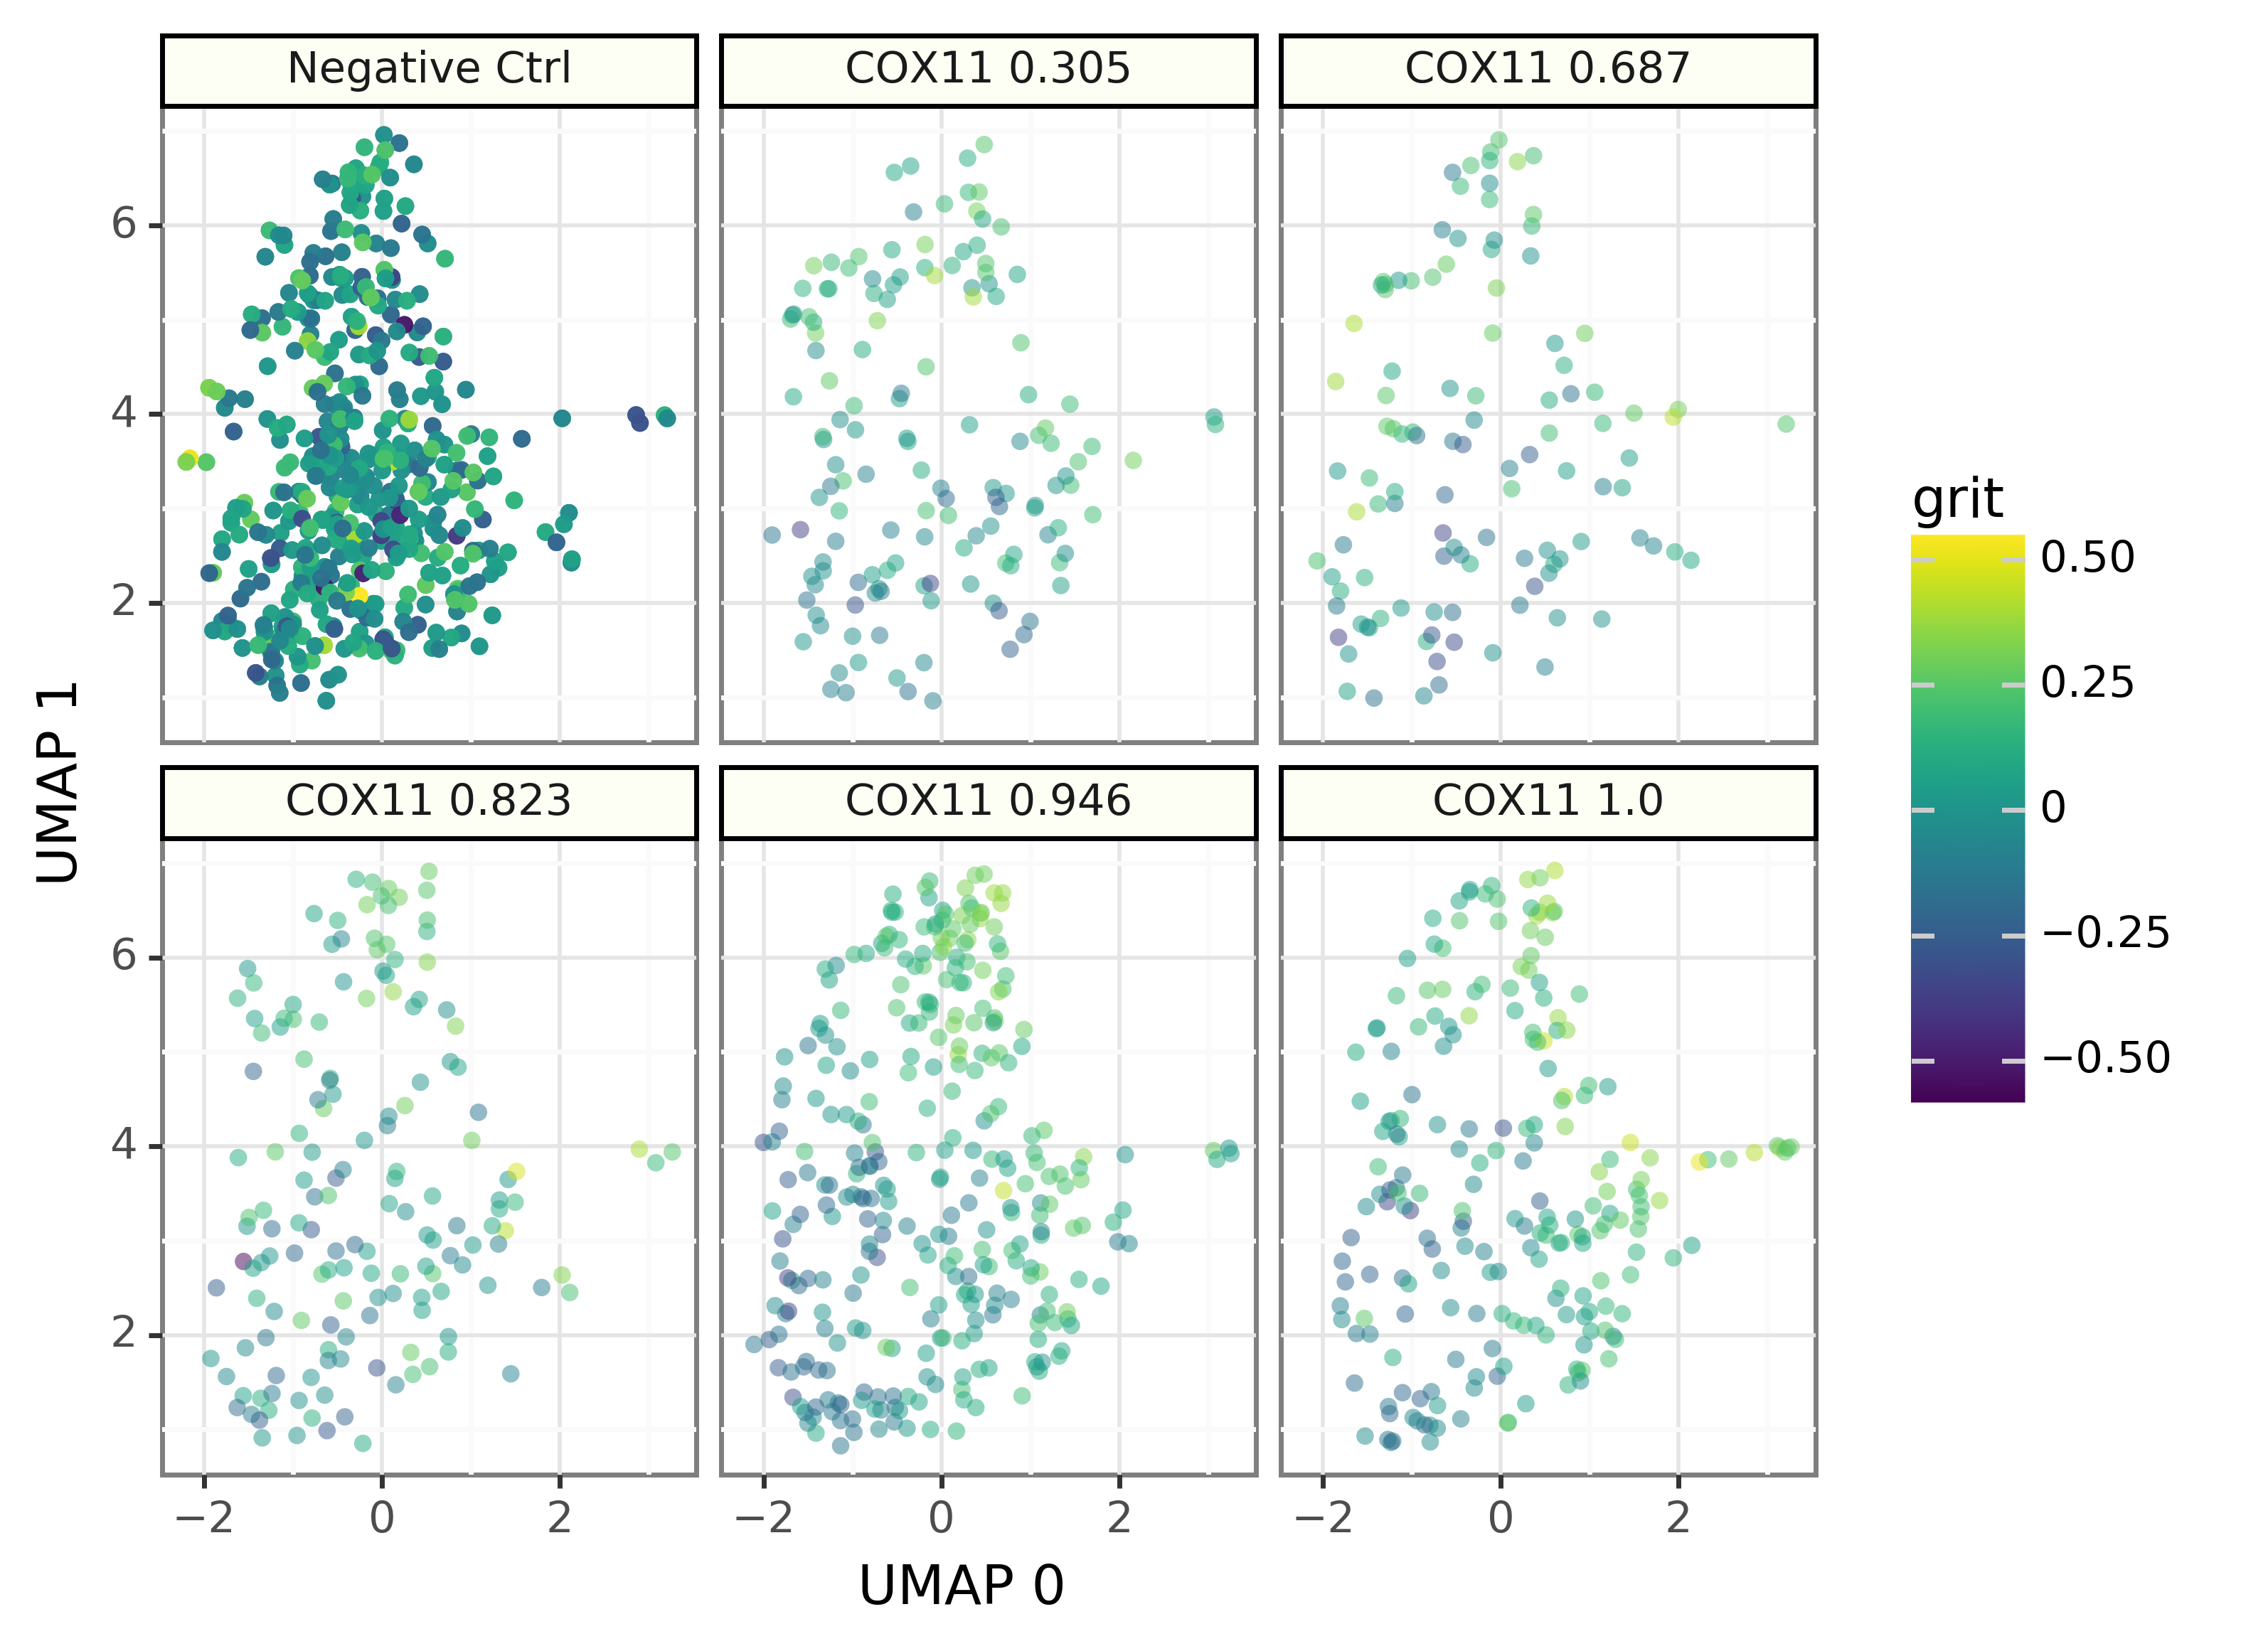 Negative Ctrl
COX11 0.305
COX11 0.687
6
4
2
COX11 0.823
COX11 0.946
COX11 1.0
6
4
2
−2 0 2
−2 0 2
−2 0 2
UMAP 0
UMAP 1
grit
0.50
0.25
0
−0.25
−0.50